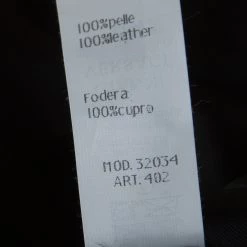 100%pelle
100%leather
Fodera
100%cupro
MOD. 32034
ART. 402